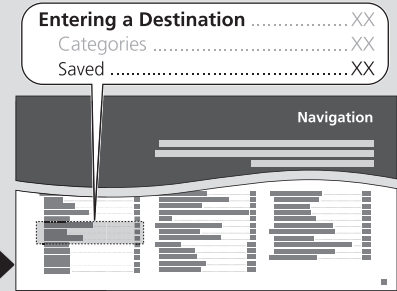 Entering a Destination .................... XX
Categories ...................................... XX
Saved ............................................. XX
Navigation